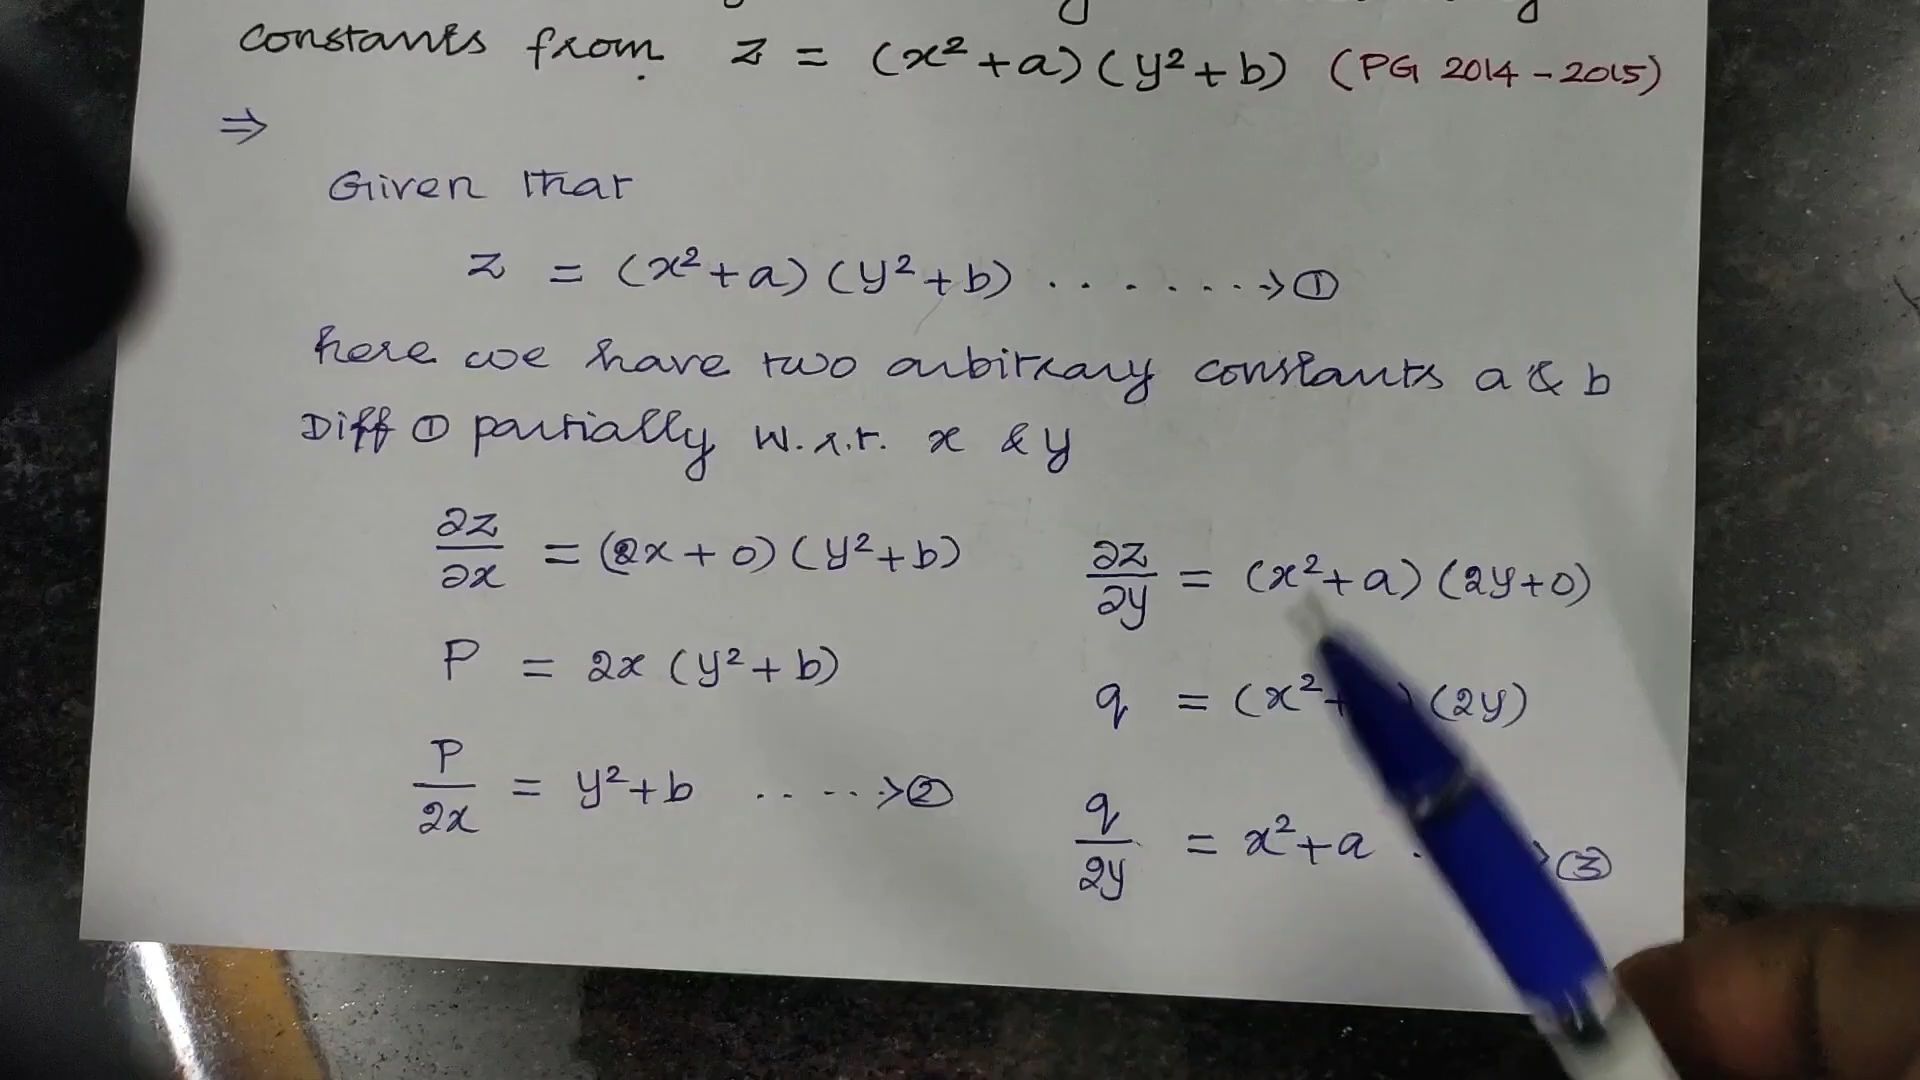 constants from z = (x² + a) (y² + b) (PG 2014 - 2015)
⇒
Given that
z = (x² + a) (y² + b) ........→ ①
here we have two arbitrary constants a & b
Diff ① partially w.r.t. x & y
∂z/∂x = (2x + 0) (y² + b)
∂z/∂y = (x² + a) (2y + 0)
P = 2x (y² + b)
q = (x² + ) (2y)
P/2x = y² + b .....→ ②
q/2y = x² + a . → ③